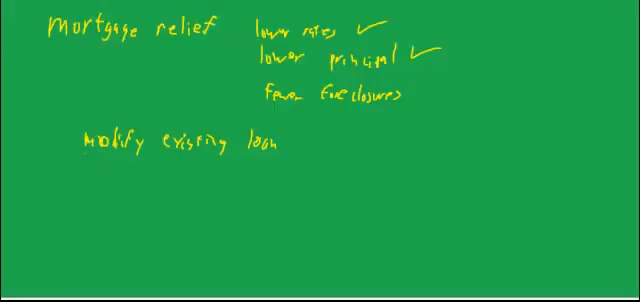 Mortgage relief lower rates ✓
lower principal ✓
fewer foreclosures
modify existing loan